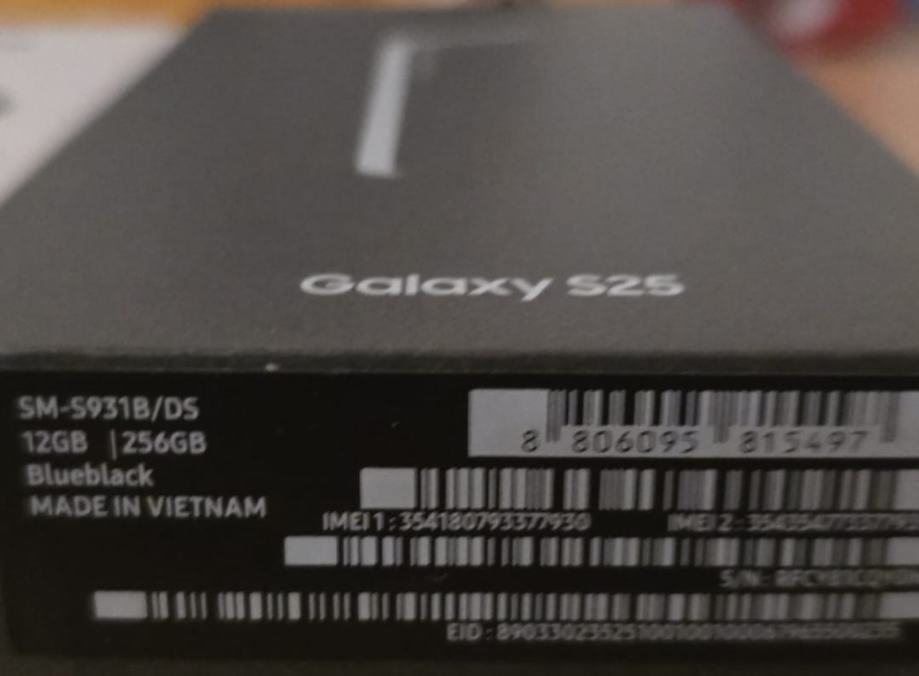 Galaxy S25
SM-S931B/DS
12GB | 256GB
Blueblack
MADE IN VIETNAM
8 806095 815497
IMEI 1 : 354180793377930
IMEI 2 :
S/N :
EID :